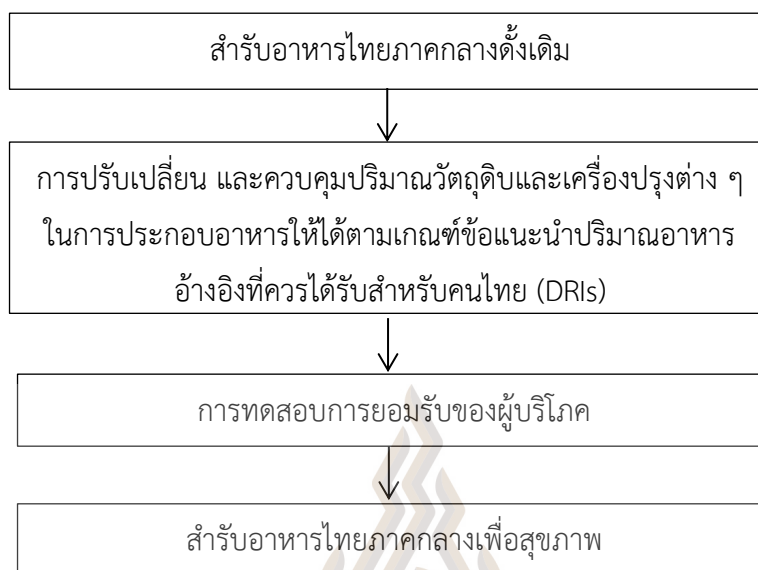 สำรับอาหารไทยภาคกลางดั้งเดิม
การปรับเปลี่ยน และควบคุมปริมาณวัตถุดิบและเครื่องปรุงต่าง ๆ
ในการประกอบอาหารให้ได้ตามเกณฑ์ข้อแนะนำปริมาณอาหาร
อ้างอิงที่ควรได้รับสำหรับคนไทย (DRIs)
การทดสอบการยอมรับของผู้บริโภค
สำรับอาหารไทยภาคกลางเพื่อสุขภาพ